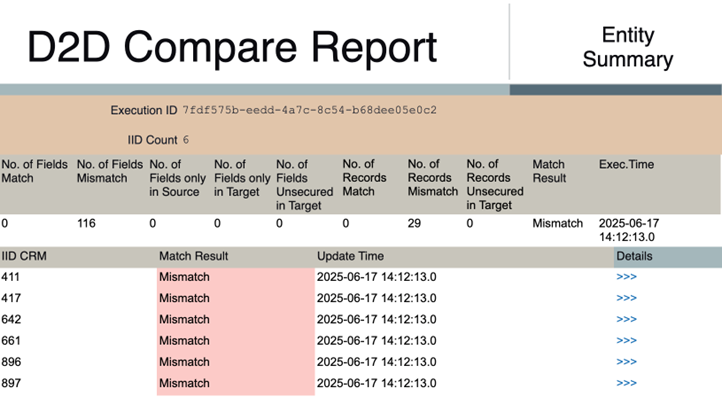 D2D Compare Report
Entity
Summary
Execution ID 7fdf575b-eedd-4a7c-8c54-b68dee05e0c2
IID Count 6
No. of Fields Match No. of Fields Mismatch No. of Fields only in Source No. of Fields only in Target No. of Fields Unsecured in Target No. of Records Match No. of Records Mismatch No. of Records Unsecured in Target Match Result Exec.Time
0 116 0 0 0 0 29 0 Mismatch 2025-06-17 14:12:13.0
IID CRM Match Result Update Time Details
411 Mismatch 2025-06-17 14:12:13.0 >>>
417 Mismatch 2025-06-17 14:12:13.0 >>>
642 Mismatch 2025-06-17 14:12:13.0 >>>
661 Mismatch 2025-06-17 14:12:13.0 >>>
896 Mismatch 2025-06-17 14:12:13.0 >>>
897 Mismatch 2025-06-17 14:12:13.0 >>>